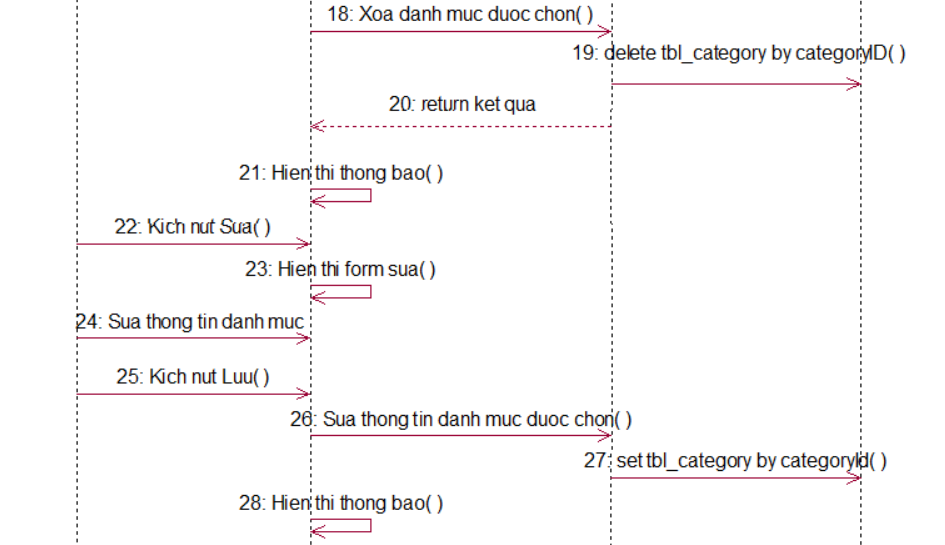 18: Xoa danh muc duoc chon( )
19: delete tbl_category by categoryID( )
20: return ket qua
21: Hien thi thong bao( )
22: Kich nut Sua( )
23: Hien thi form sua( )
24: Sua thong tin danh muc
25: Kich nut Luu( )
26: Sua thong tin danh muc duoc chon( )
27: set tbl_category by categoryId( )
28: Hien thi thong bao( )